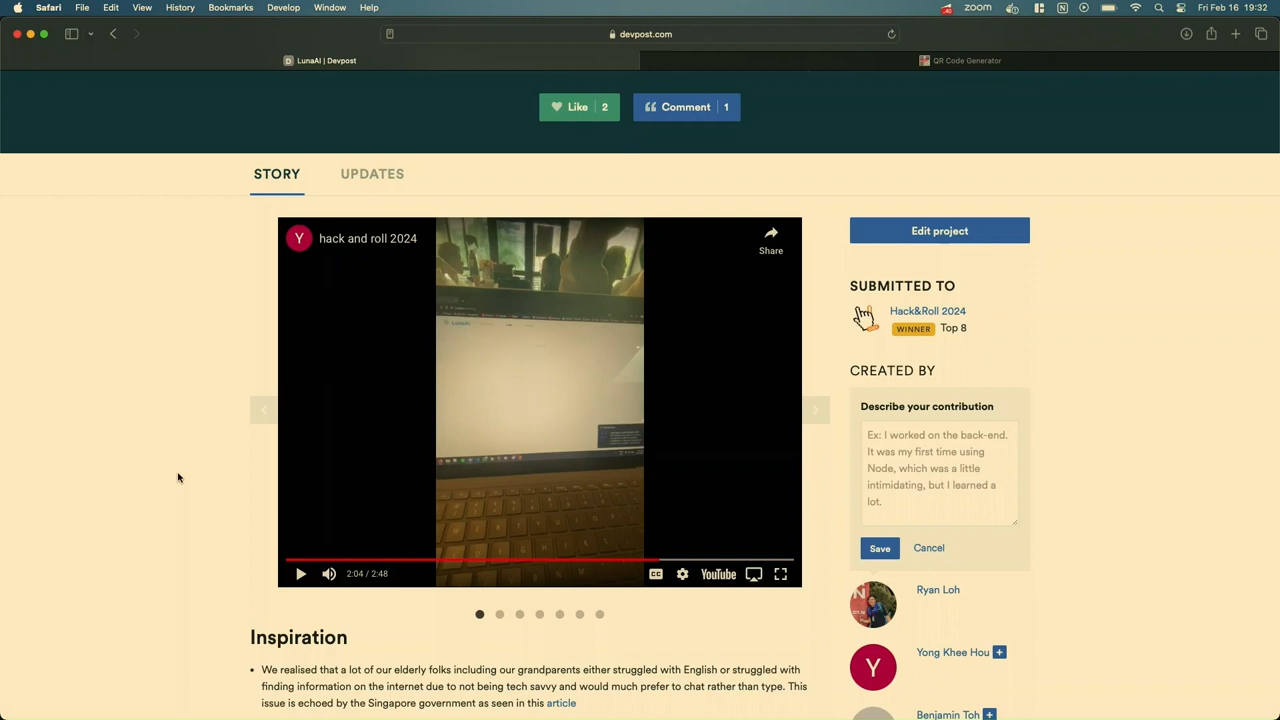 Safari File Edit View History Bookmarks Develop Window Help
zoom Fri Feb 16 19:32
devpost.com
LunaAI | Devpost
QR Code Generator
Like 2
Comment 1
STORY UPDATES
Y hack and roll 2024
Share
LunaAI
2:04 / 2:48
CC YouTube
Edit project
SUBMITTED TO
Hack&Roll 2024
WINNER Top 8
CREATED BY
Describe your contribution
Ex: I worked on the back-end.
It was my first time using
Node, which was a little
intimidating, but I learned a
lot.
Save Cancel
Ryan Loh
Y Yong Khee Hou +
Benjamin Toh +
Inspiration
• We realised that a lot of our elderly folks including our grandparents either struggled with English or struggled with
finding information on the internet due to not being tech savvy and would much prefer to chat rather than type. This
issue is echoed by the Singapore government as seen in this article